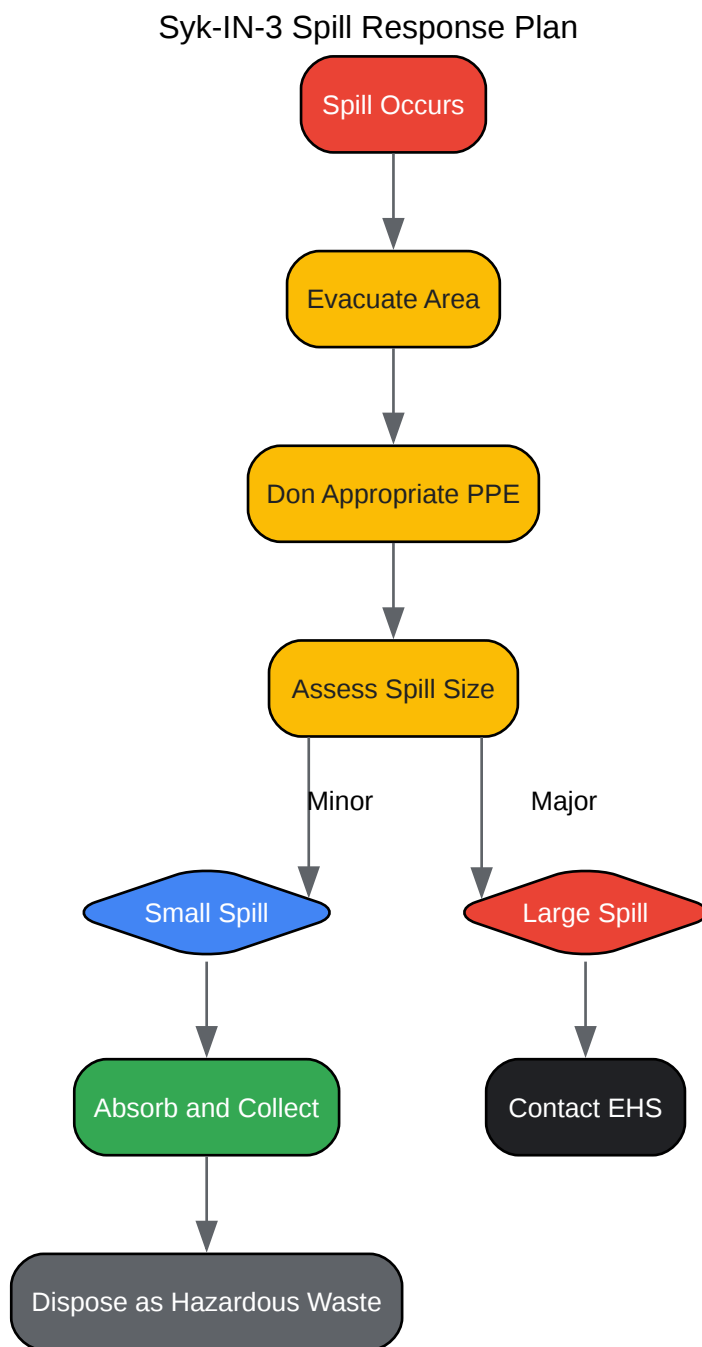 Syk-IN-3 Spill Response Plan
Spill Occurs
Evacuate Area
Don Appropriate PPE
Assess Spill Size
Minor
Major
Small Spill
Large Spill
Absorb and Collect
Contact EHS
Dispose as Hazardous Waste